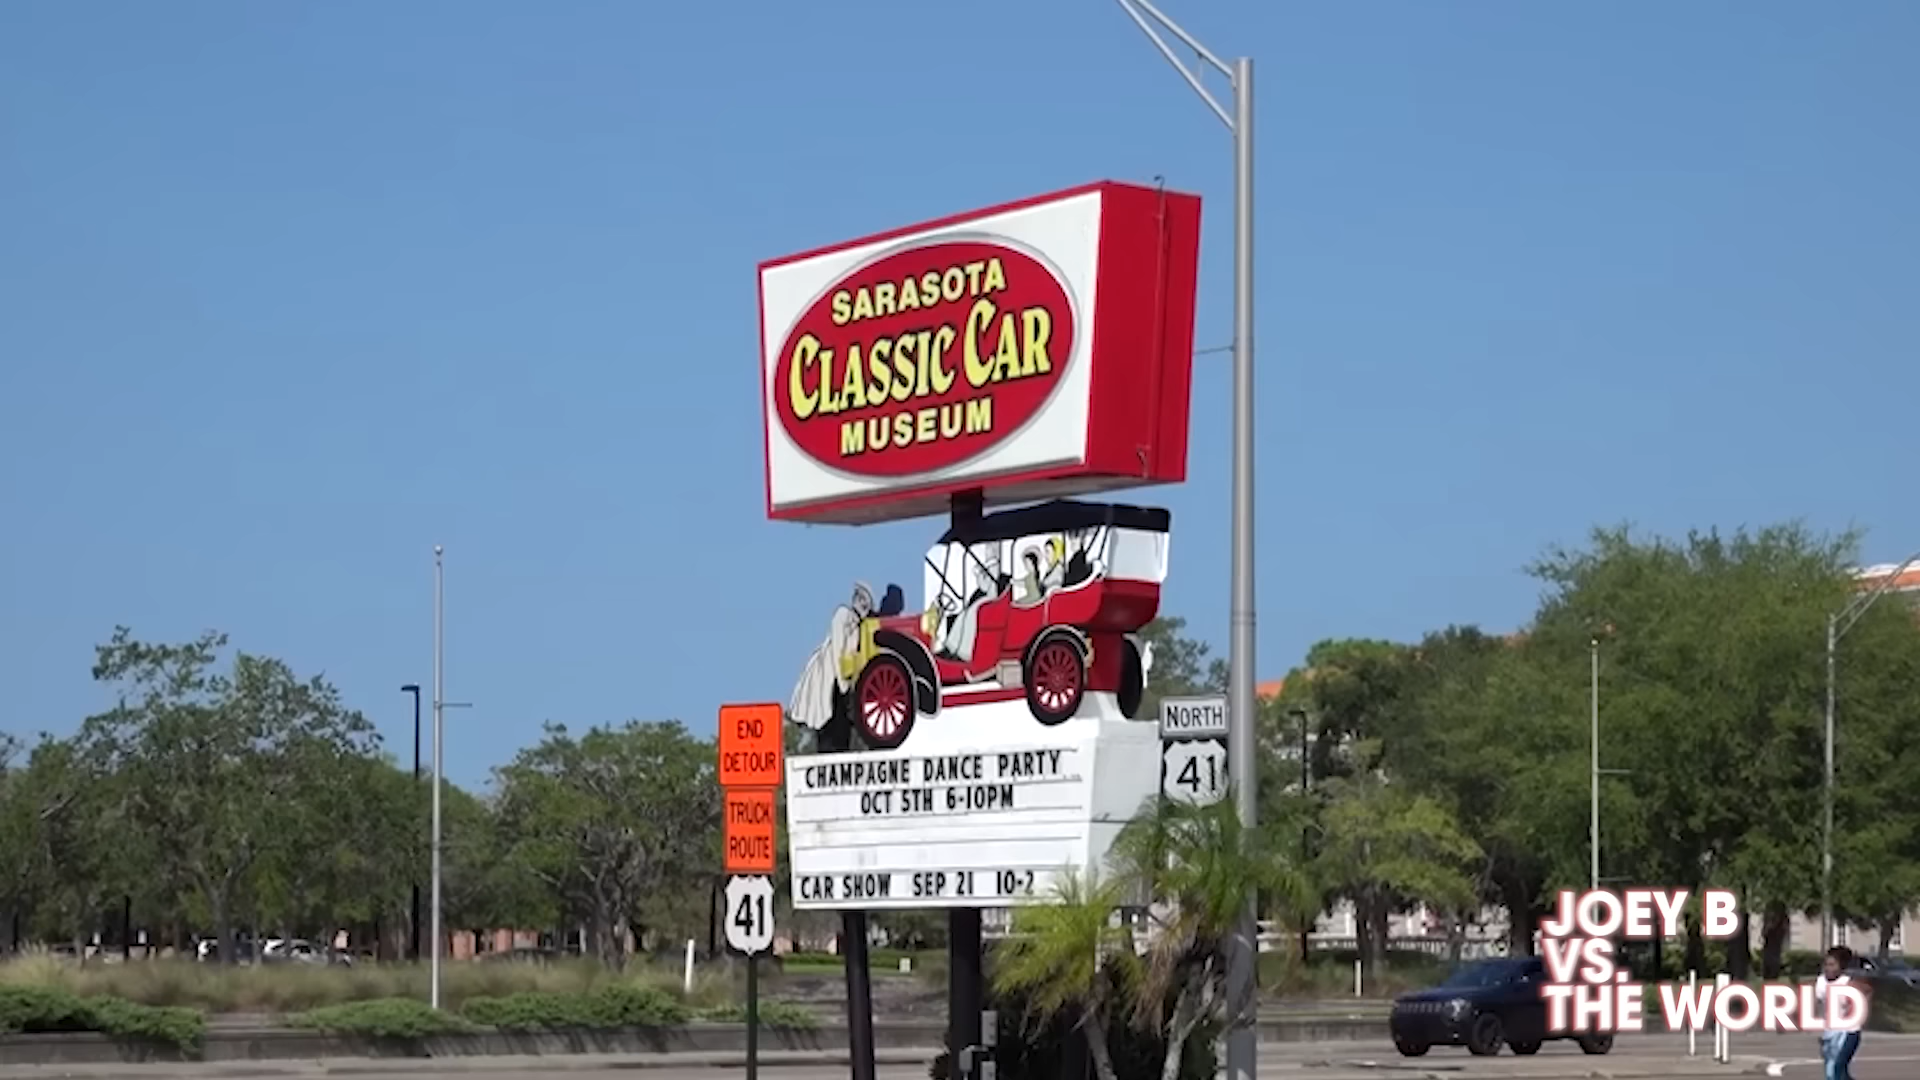 SARASOTA
CLASSIC CAR
MUSEUM
END
DETOUR
TRUCK
ROUTE
41
NORTH
41
CHAMPAGNE DANCE PARTY
OCT 5TH 6-10PM
CAR SHOW SEP 21 10-2
JOEY B
VS.
THE WORLD